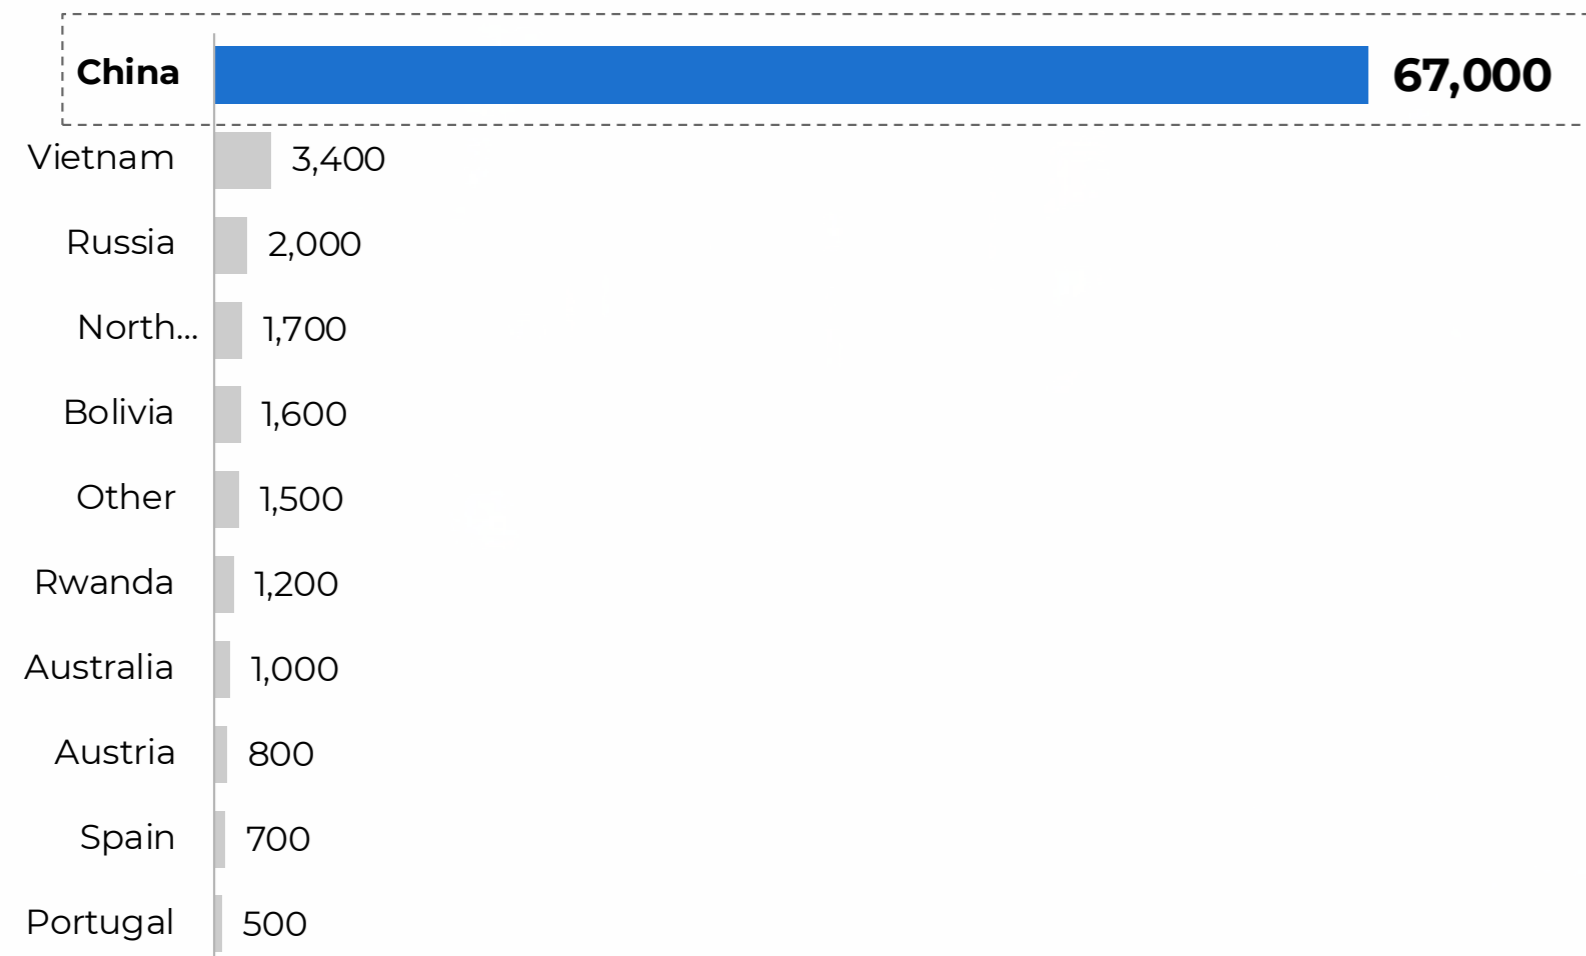 China 67,000
Vietnam 3,400
Russia 2,000
North... 1,700
Bolivia 1,600
Other 1,500
Rwanda 1,200
Australia 1,000
Austria 800
Spain 700
Portugal 500